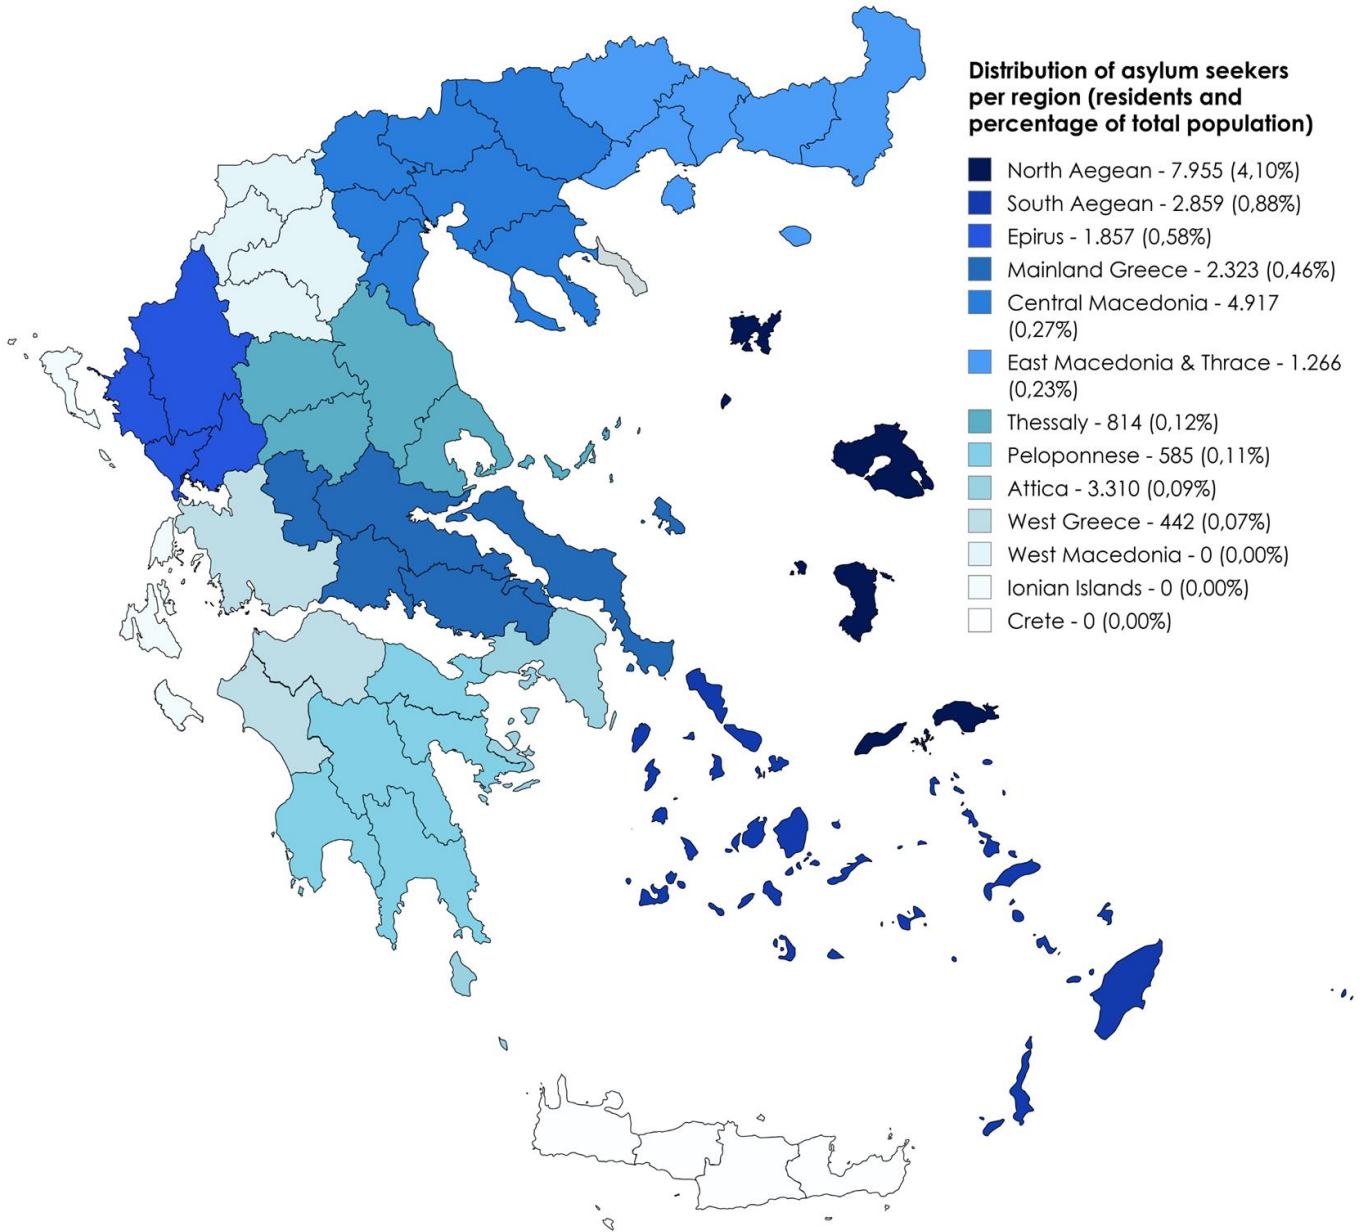 Distribution of asylum seekers
per region (residents and
percentage of total population)
North Aegean - 7.955 (4,10%)
South Aegean - 2.859 (0,88%)
Epirus - 1.857 (0,58%)
Mainland Greece - 2.323 (0,46%)
Central Macedonia - 4.917
(0,27%)
East Macedonia & Thrace - 1.266
(0,23%)
Thessaly - 814 (0,12%)
Peloponnese - 585 (0,11%)
Attica - 3.310 (0,09%)
West Greece - 442 (0,07%)
West Macedonia - 0 (0,00%)
Ionian Islands - 0 (0,00%)
Crete - 0 (0,00%)